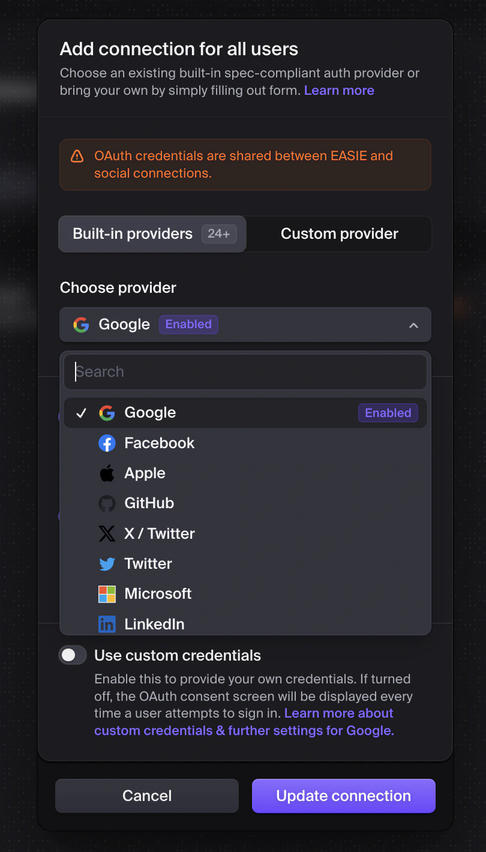 Add connection for all users
Choose an existing built-in spec-compliant auth provider or
bring your own by simply filling out form. Learn more
OAuth credentials are shared between EASIE and
social connections.
Built-in providers 24+ Custom provider
Choose provider
Google Enabled
Search
Google Enabled
Facebook
Apple
GitHub
X / Twitter
Twitter
Microsoft
LinkedIn
Use custom credentials
Enable this to provide your own credentials. If turned
off, the OAuth consent screen will be displayed every
time a user attempts to sign in. Learn more about
custom credentials & further settings for Google.
Cancel Update connection